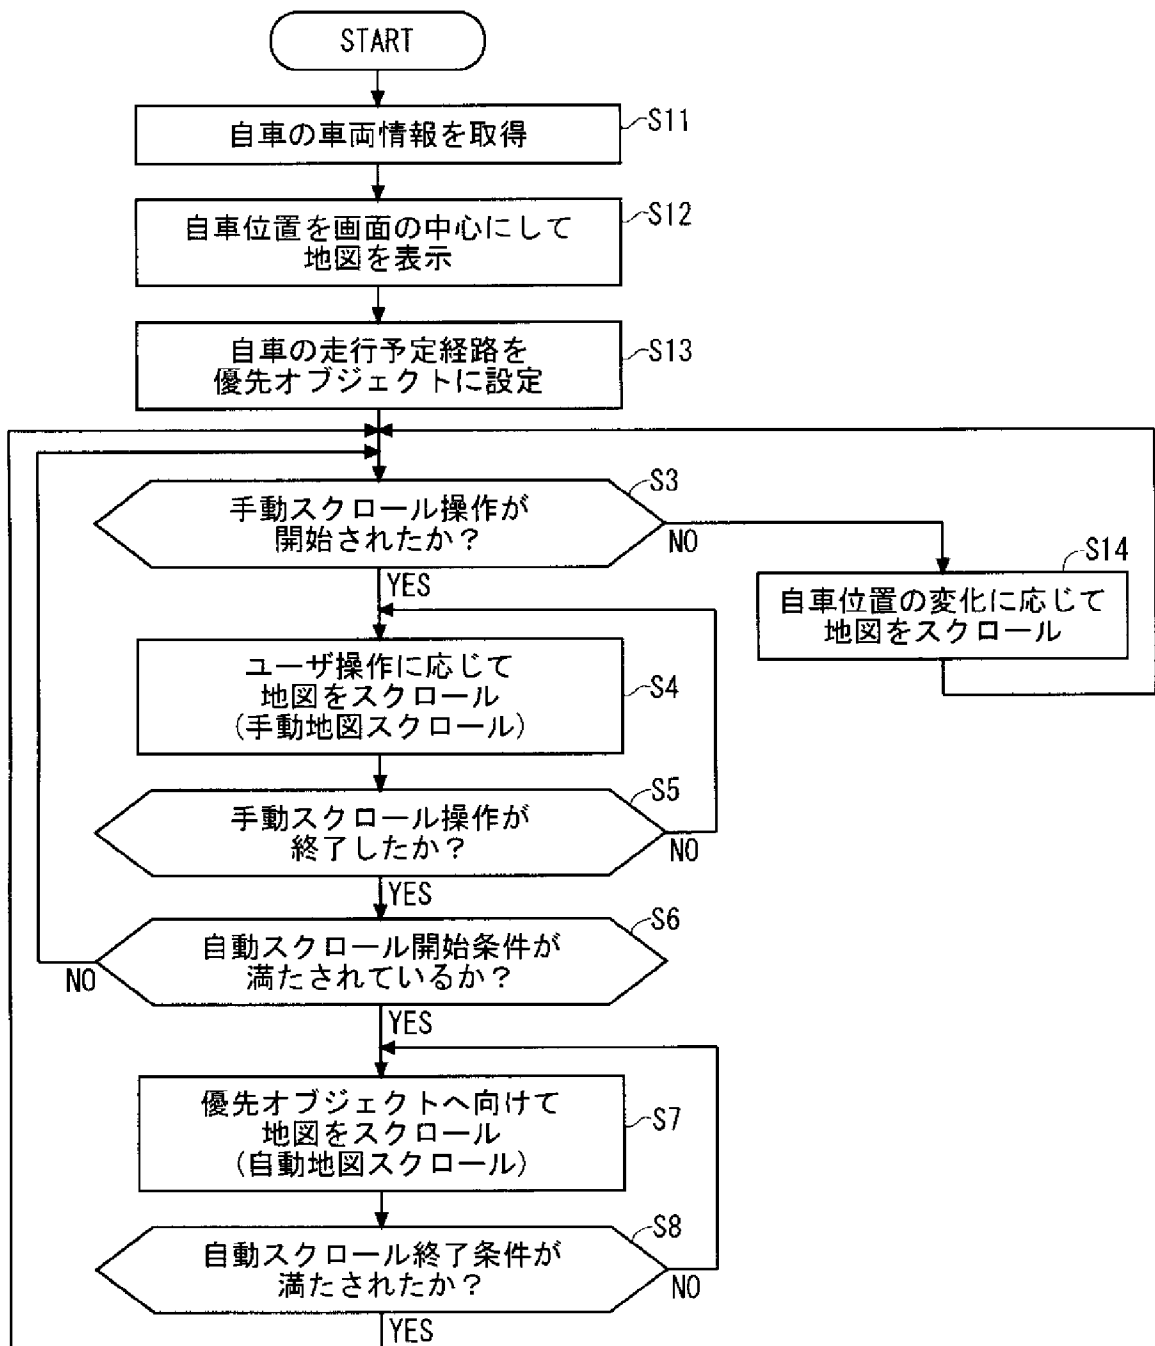 START
自車の車両情報を取得
S11
自車位置を画面の中心にして
地図を表示
S12
自車の走行予定経路を
優先オブジェクトに設定
S13
手動スクロール操作が
開始されたか？
S3
NO
YES
自車位置の変化に応じて
地図をスクロール
S14
ユーザ操作に応じて
地図をスクロール
(手動地図スクロール)
S4
手動スクロール操作が
終了したか？
S5
NO
YES
自動スクロール開始条件が
満たされているか？
S6
NO
YES
優先オブジェクトへ向けて
地図をスクロール
(自動地図スクロール)
S7
自動スクロール終了条件が
満たされたか？
S8
NO
YES